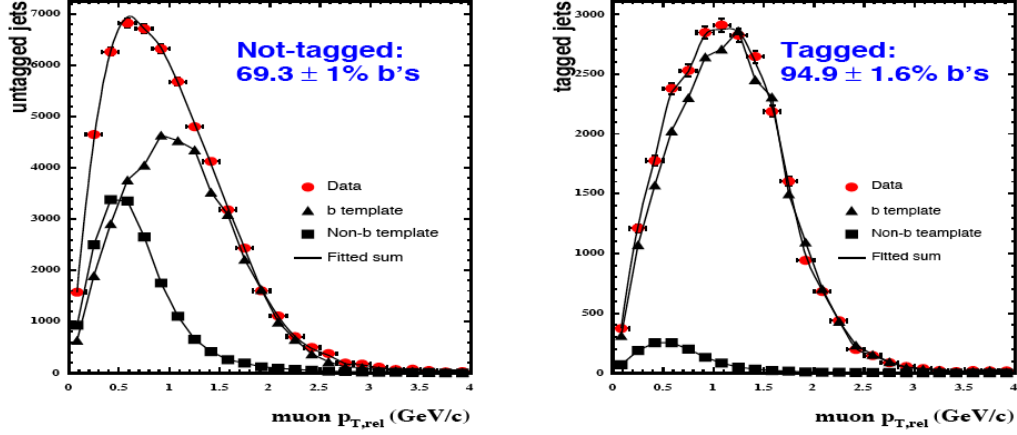 untagged jets
7000
6000
5000
4000
3000
2000
1000
0
Not-tagged:
69.3 ± 1% b's
Data
b template
Non-b template
Fitted sum
0 0.5 1 1.5 2 2.5 3 3.5 4
muon pT,rel (GeV/c)
tagged jets
3000
2500
2000
1500
1000
500
0
Tagged:
94.9 ± 1.6% b's
Data
b template
Non-b teamplate
Fitted sum
0 0.5 1 1.5 2 2.5 3 3.5 4
muon pT,rel (GeV/c)